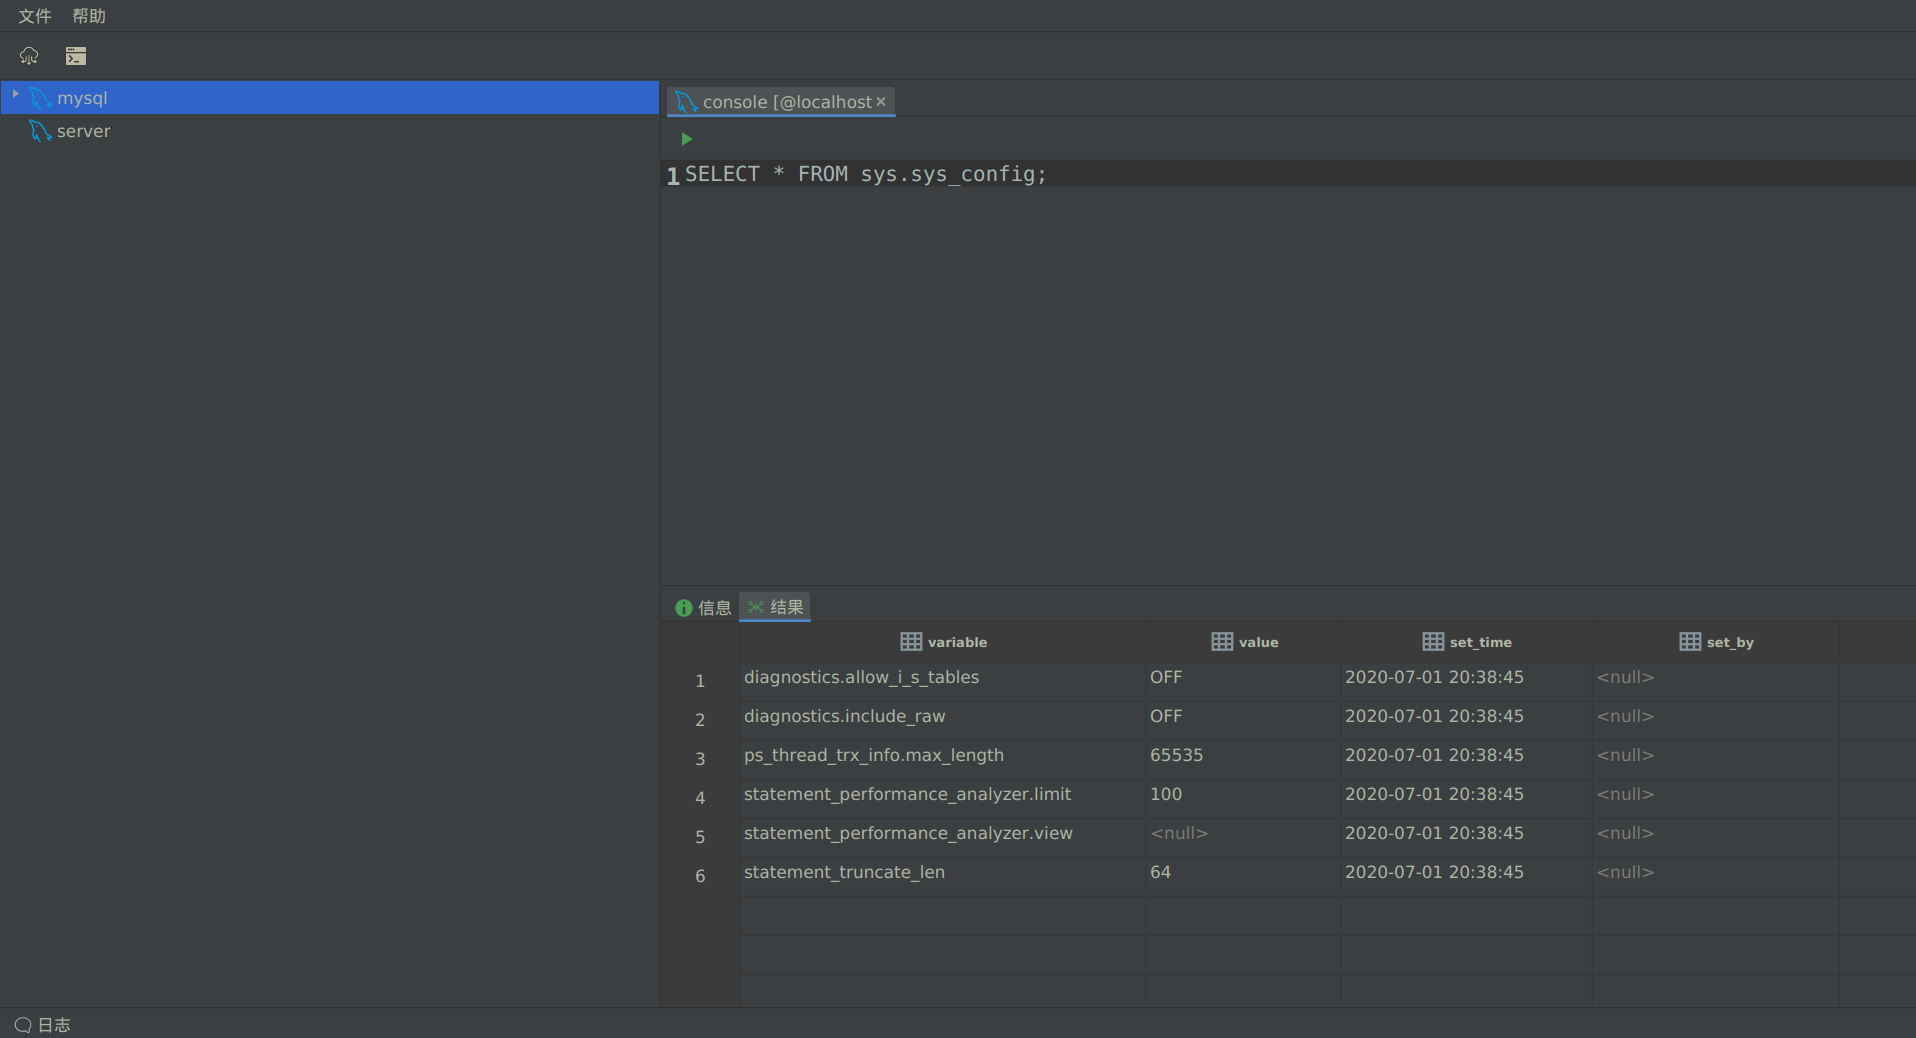 文件 帮助
mysql
server
console [@localhost ×
1 SELECT * FROM sys.sys_config;
信息 结果
variable value set_time set_by
1 diagnostics.allow_i_s_tables OFF 2020-07-01 20:38:45 <null>
2 diagnostics.include_raw OFF 2020-07-01 20:38:45 <null>
3 ps_thread_trx_info.max_length 65535 2020-07-01 20:38:45 <null>
4 statement_performance_analyzer.limit 100 2020-07-01 20:38:45 <null>
5 statement_performance_analyzer.view <null> 2020-07-01 20:38:45 <null>
6 statement_truncate_len 64 2020-07-01 20:38:45 <null>
日志